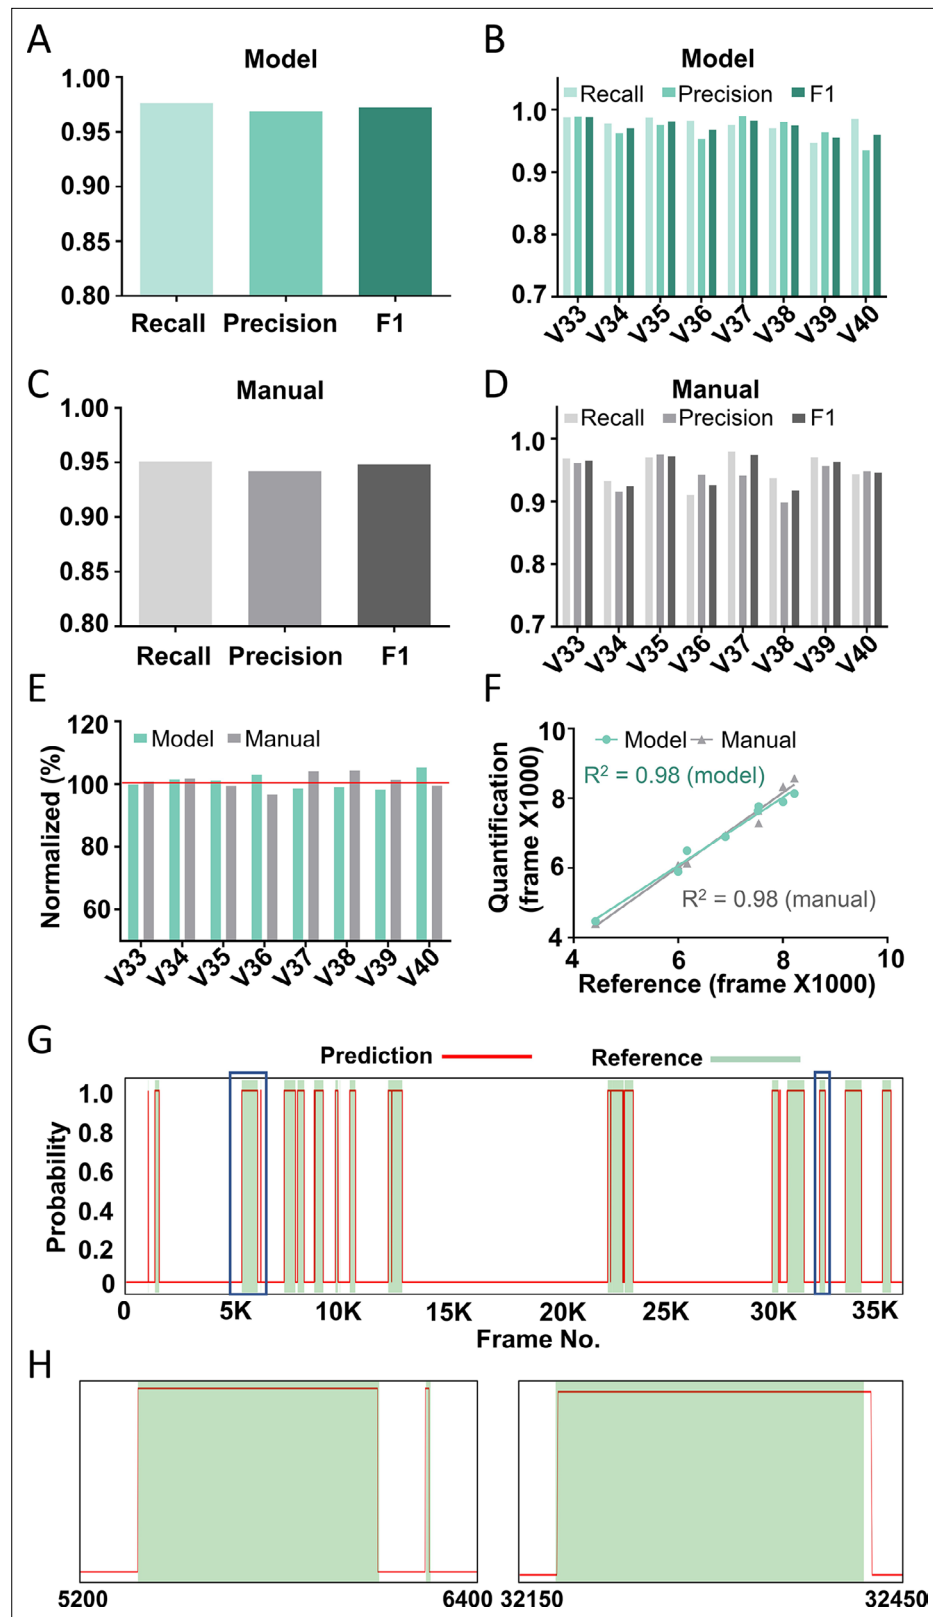 A
Model
1.00
0.95
0.90
0.85
0.80
Recall Precision F1
B
Model
Recall Precision F1
1.0
0.9
0.8
0.7
V33 V34 V35 V36 V37 V38 V39 V40
C
Manual
1.00
0.95
0.90
0.85
0.80
Recall Precision F1
D
Manual
Recall Precision F1
1.0
0.9
0.8
0.7
V33 V34 V35 V36 V37 V38 V39 V40
E
Normalized (%)
120
100
80
60
Model Manual
V33 V34 V35 V36 V37 V38 V39 V40
F
Quantification
(frame X1000)
10
8
6
4
Model Manual
R² = 0.98 (model)
R² = 0.98 (manual)
4 6 8 10
Reference (frame X1000)
G
Prediction Reference
Probability
1.0
0.8
0.6
0.4
0.2
0
0 5K 10K 15K 20K 25K 30K 35K
Frame No.
H
5200 6400 32150 32450